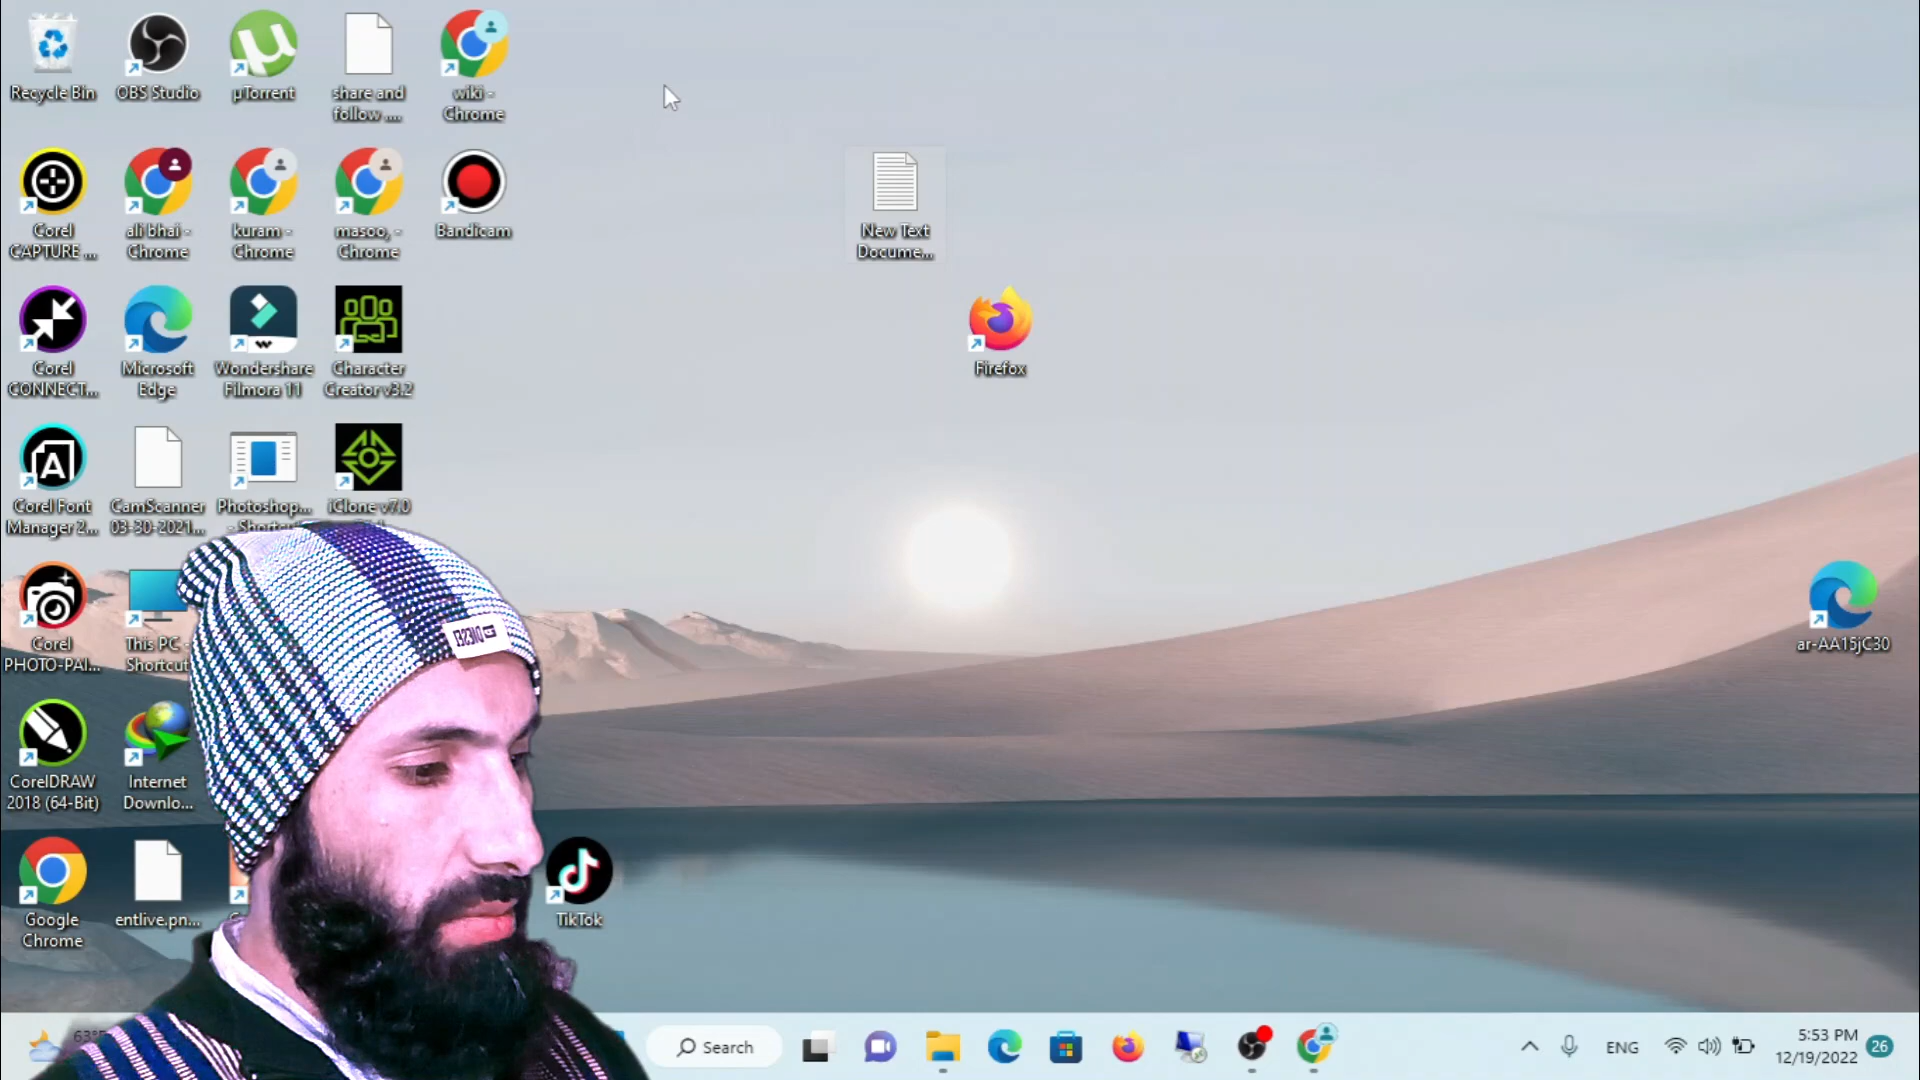 Recycle Bin
OBS Studio
µTorrent
share and
follow ....
wiki -
Chrome
Corel
CAPTURE ...
ali bhai -
Chrome
kuram -
Chrome
masoo, -
Chrome
Bandicam
New Text
Docume...
Corel
CONNECT...
Microsoft
Edge
Wondershare
Filmora 11
Character
Creator v3.2
Firefox
Corel Font
Manager 2...
CamScanner
03-30-2021...
Photoshop...
- Shortcut
iClone v7.0
DIESEL
Corel
PHOTO-PAI...
This PC -
Shortcut
ar-AA15jC30
CorelDRAW
2018 (64-Bit)
Internet
Downlo...
Google
Chrome
entlive.pn...
TikTok
63°
Search
ENG
5:53 PM
12/19/2022
26